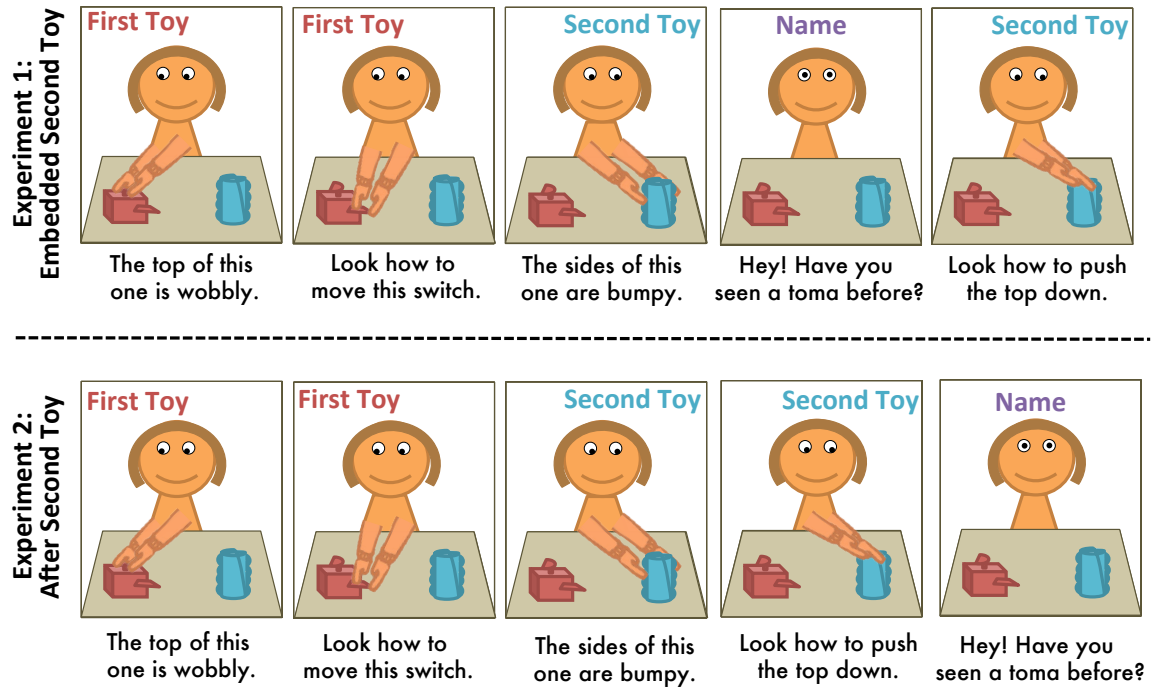 Experiment 1:
Embedded Second Toy
First Toy
The top of this
one is wobbly.
First Toy
Look how to
move this switch.
Second Toy
The sides of this
one are bumpy.
Name
Hey! Have you
seen a toma before?
Second Toy
Look how to push
the top down.
Experiment 2:
After Second Toy
First Toy
The top of this
one is wobbly.
First Toy
Look how to
move this switch.
Second Toy
The sides of this
one are bumpy.
Second Toy
Look how to push
the top down.
Name
Hey! Have you
seen a toma before?